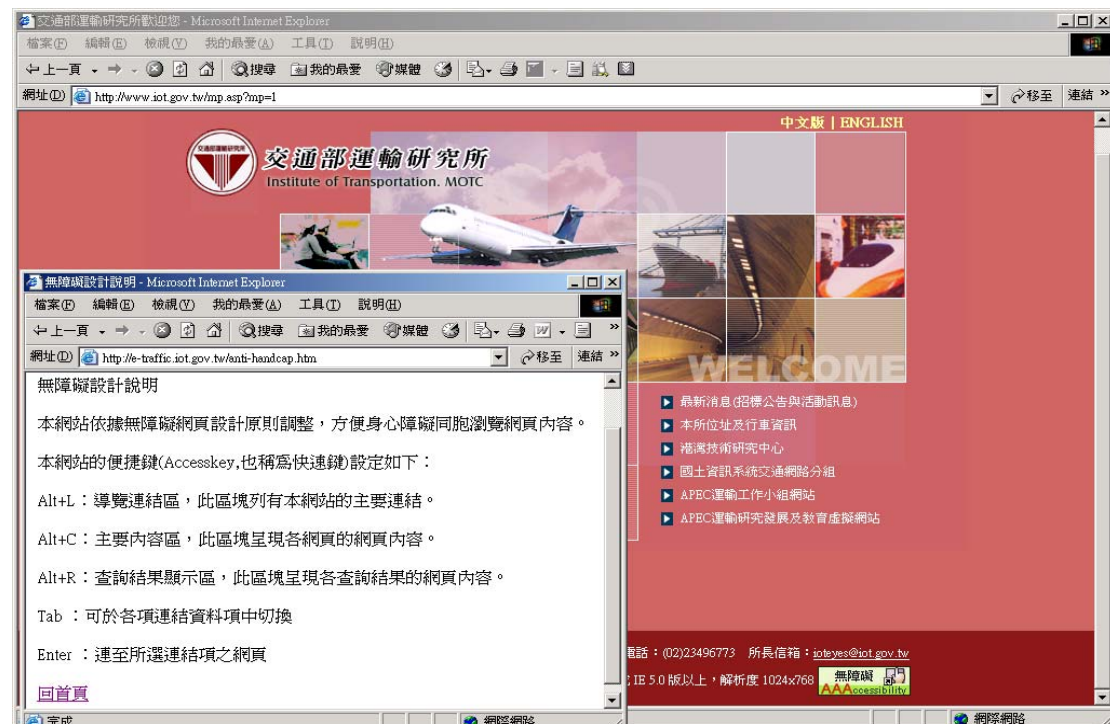 交通部運輸研究所歡迎您 - Microsoft Internet Explorer
檔案(F) 編輯(E) 檢視(V) 我的最愛(A) 工具(T) 說明(H)
上一頁 搜尋 我的最愛 媒體
網址(D) http://www.iot.gov.tw/mp.asp?mp=1 移至 連結 »
中文版 | ENGLISH
交通部運輸研究所
Institute of Transportation. MOTC
WELCOME
最新消息(招標公告與活動訊息)
本所位址及行車資訊
港灣技術研究中心
國土資訊系統交通網路分組
APEC運輸工作小組網站
APEC運輸研究發展及教育虛擬網站
電話:(02)23496773 所長信箱:ioteyes@iot.gov.tw
IE 5.0 版以上,解析度 1024x768 無障礙
AAAccessibility
網際網路
無障礙設計說明 - Microsoft Internet Explorer
檔案(F) 編輯(E) 檢視(V) 我的最愛(A) 工具(T) 說明(H)
上一頁 搜尋 我的最愛 媒體 »
網址(D) http://e-traffic.iot.gov.tw/anti-handcap.htm 移至 連結 »
無障礙設計說明
本網站依據無障礙網頁設計原則調整,方便身心障礙同胞瀏覽網頁內容。
本網站的便捷鍵(Accesskey,也稱為快速鍵)設定如下:
Alt+L:導覽連結區,此區塊列有本網站的主要連結。
Alt+C:主要內容區,此區塊呈現各網頁的網頁內容。
Alt+R:查詢結果顯示區,此區塊呈現各查詢結果的網頁內容。
Tab :可於各項連結資料項中切換
Enter :連至所選連結項之網頁
回首頁
完成 網際網路